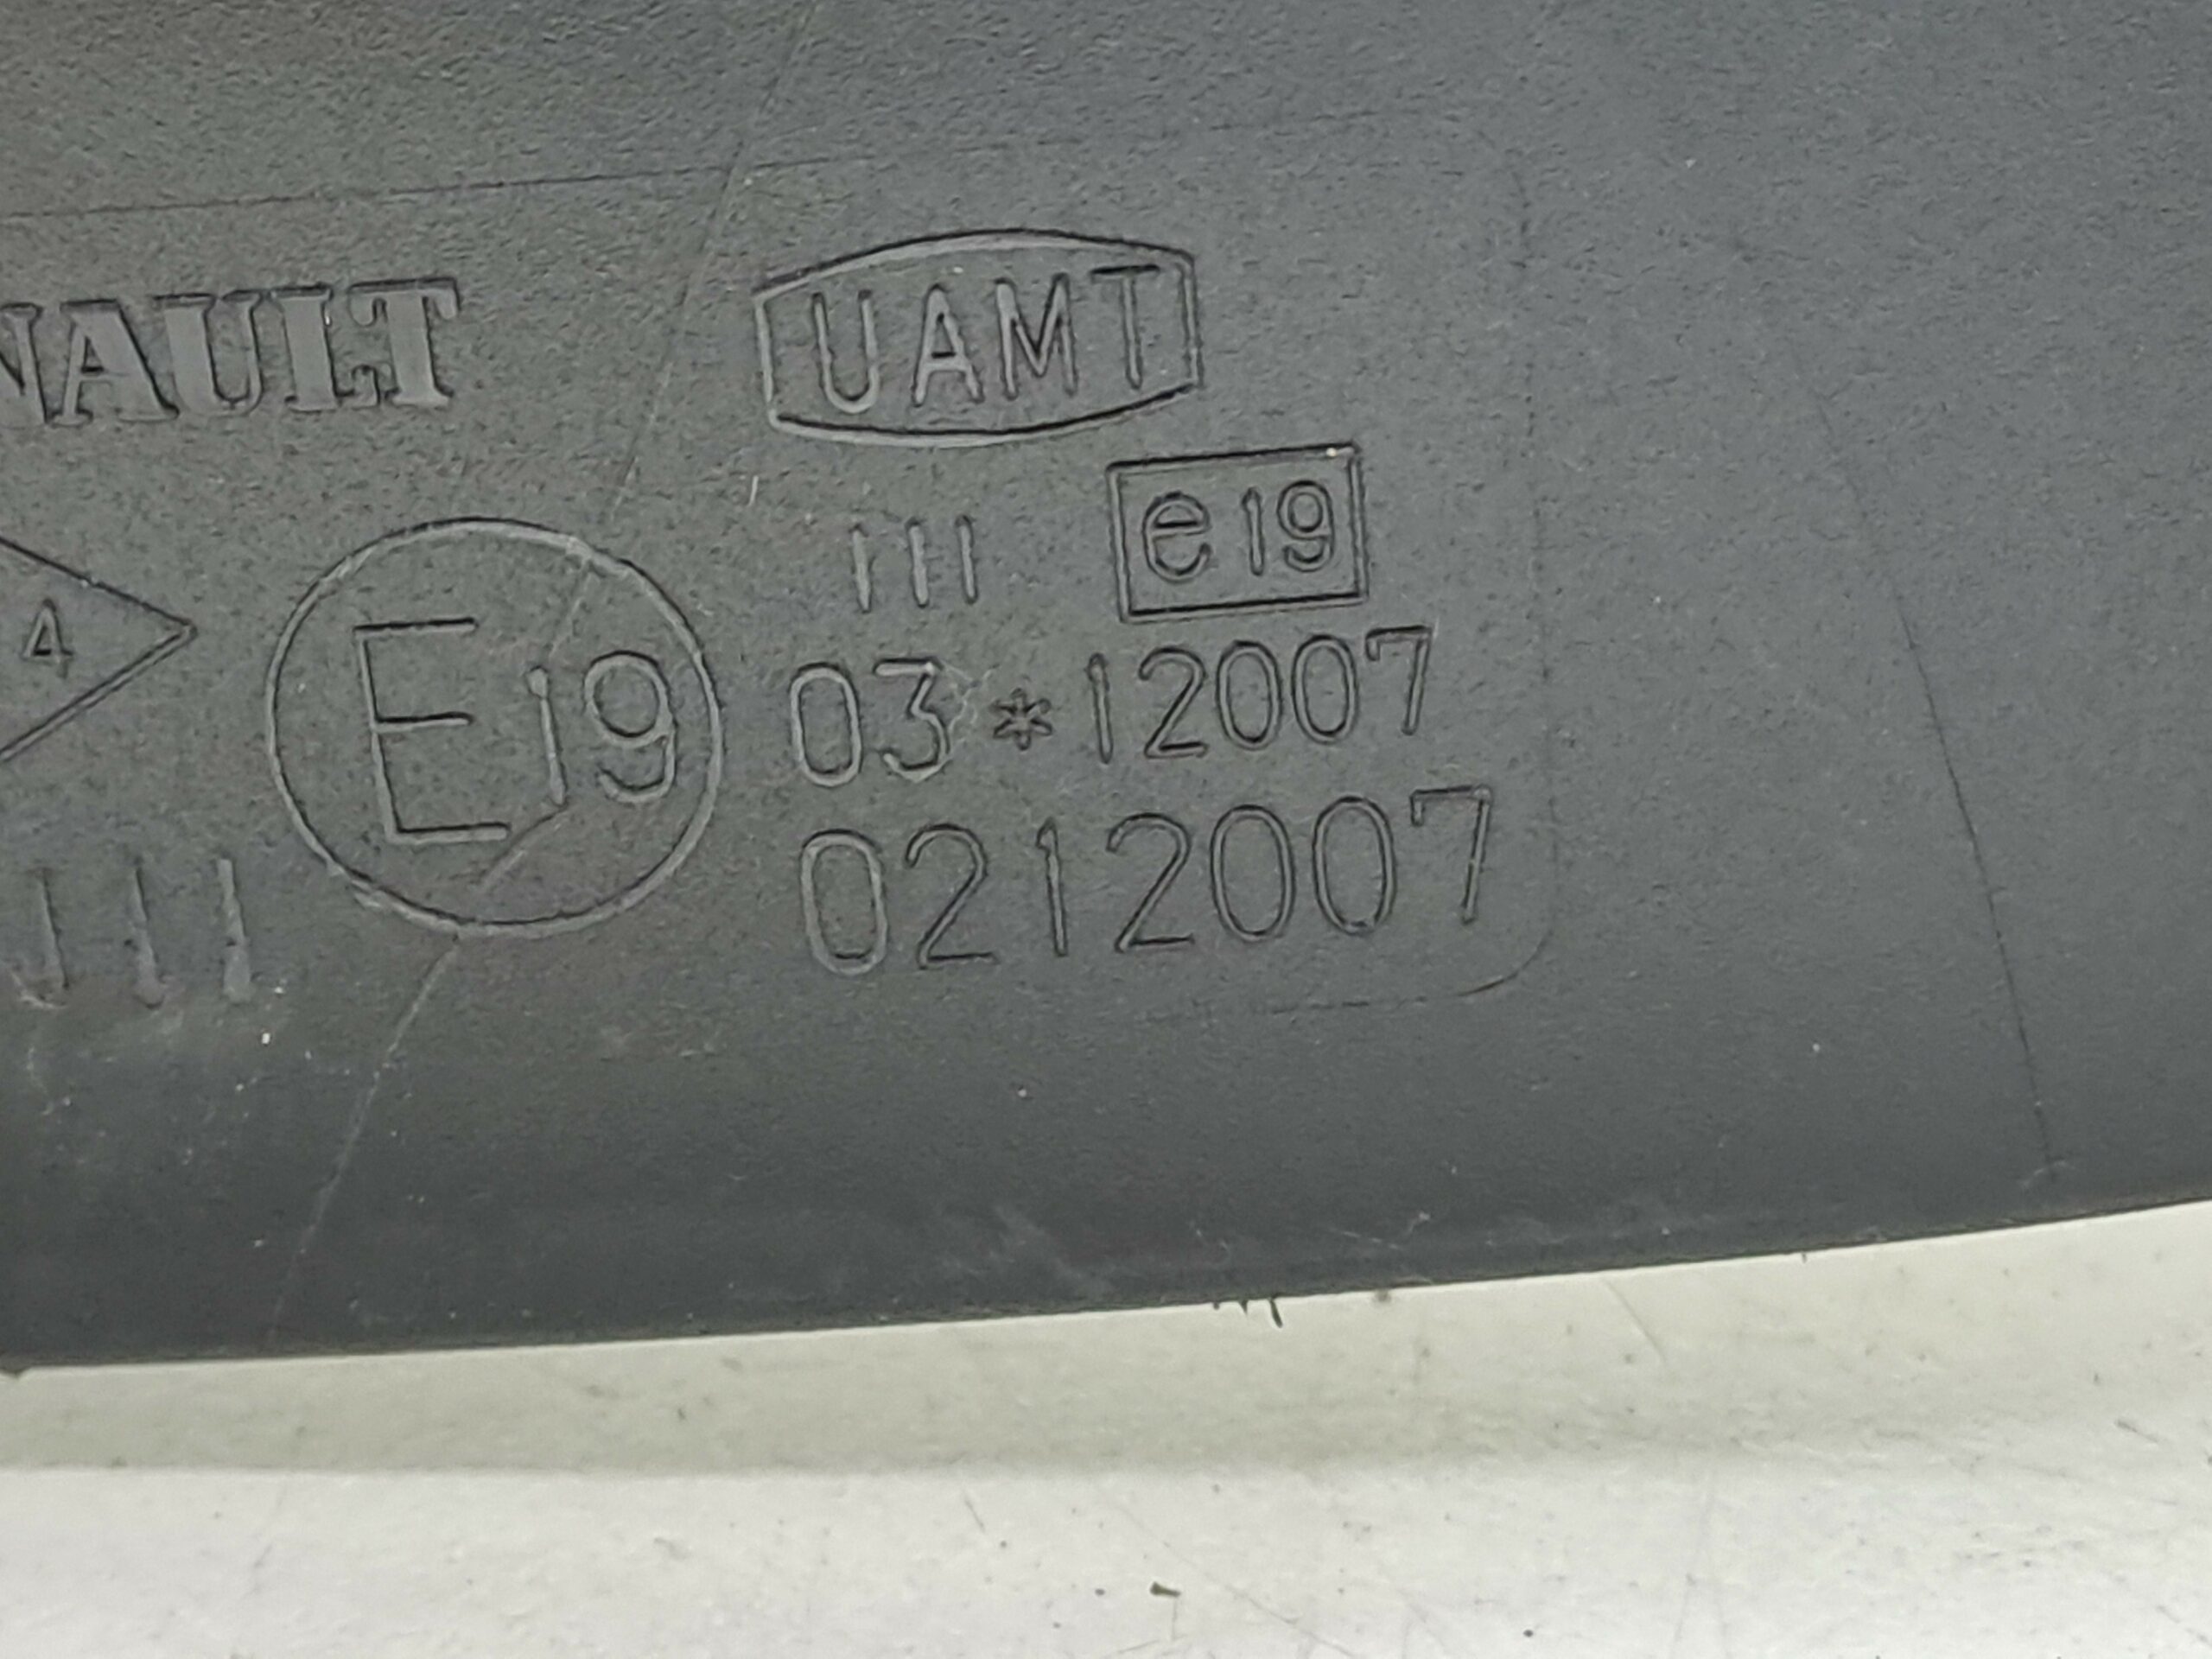 NAULT
UAMT
III e19
4
E19 03*12007
III 0212007